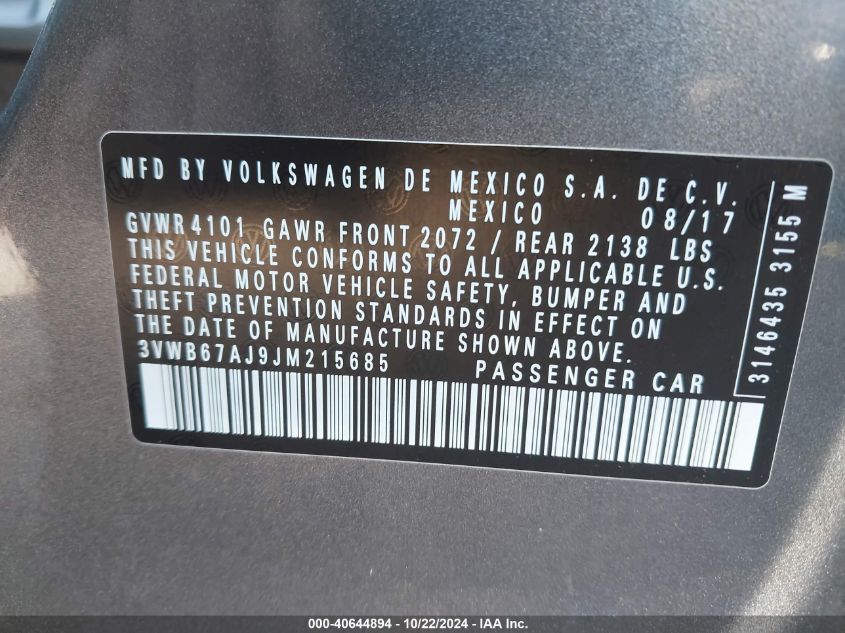 MFD BY VOLKSWAGEN DE MEXICO S.A. DE C.V.
MEXICO 08/17
GVWR 4101 GAWR FRONT 2072 / REAR 2138 LBS
THIS VEHICLE CONFORMS TO ALL APPLICABLE U.S.
FEDERAL MOTOR VEHICLE SAFETY, BUMPER AND
THEFT PREVENTION STANDARDS IN EFFECT ON
THE DATE OF MANUFACTURE SHOWN ABOVE.
3VWB67AJ9JM215685 PASSENGER CAR
3146435 3155 M
000-40644894 - 10/22/2024 - IAA Inc.